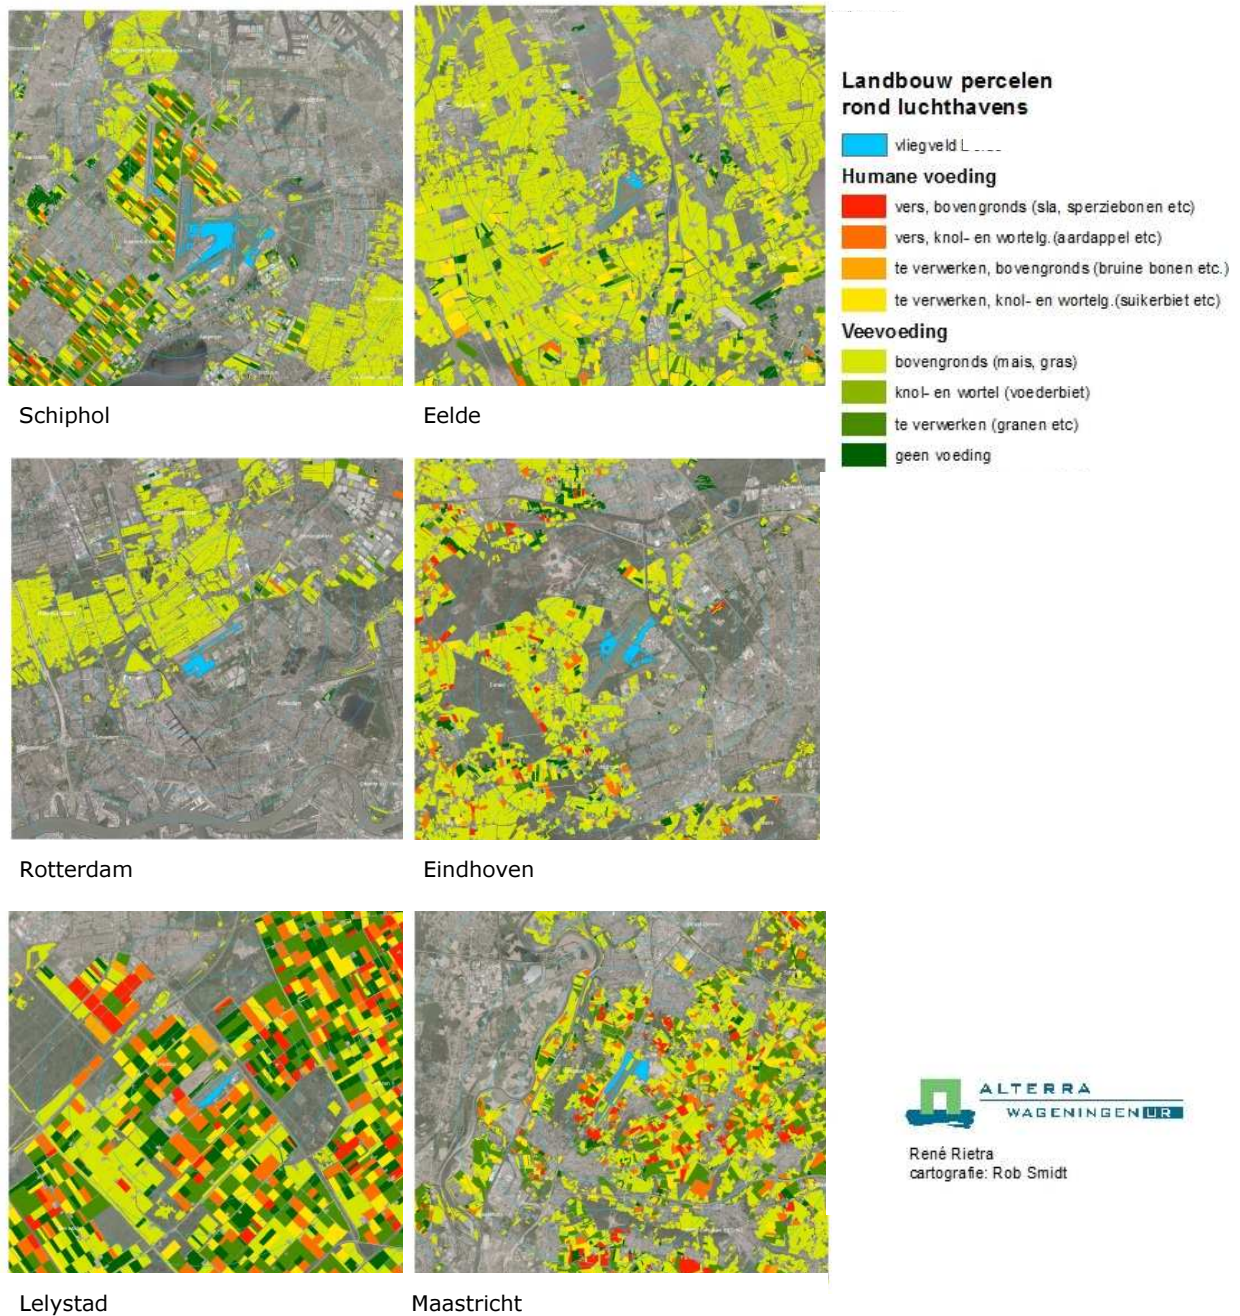 Landbouw percelen
rond luchthavens
vliegveld
Humane voeding
vers, bovengronds (sla, sperziebonen etc)
vers, knol- en wortelg.(aardappel etc)
te verwerken, bovengronds (bruine bonen etc.)
te verwerken, knol- en wortelg.(suikerbiet etc)
Veevoeding
bovengronds (mais, gras)
knol- en wortel (voederbiet)
te verwerken (granen etc)
geen voeding
Schiphol
Eelde
Rotterdam
Eindhoven
Lelystad
Maastricht
ALTERRA
WAGENINGEN UR
René Rietra
cartografie: Rob Smidt